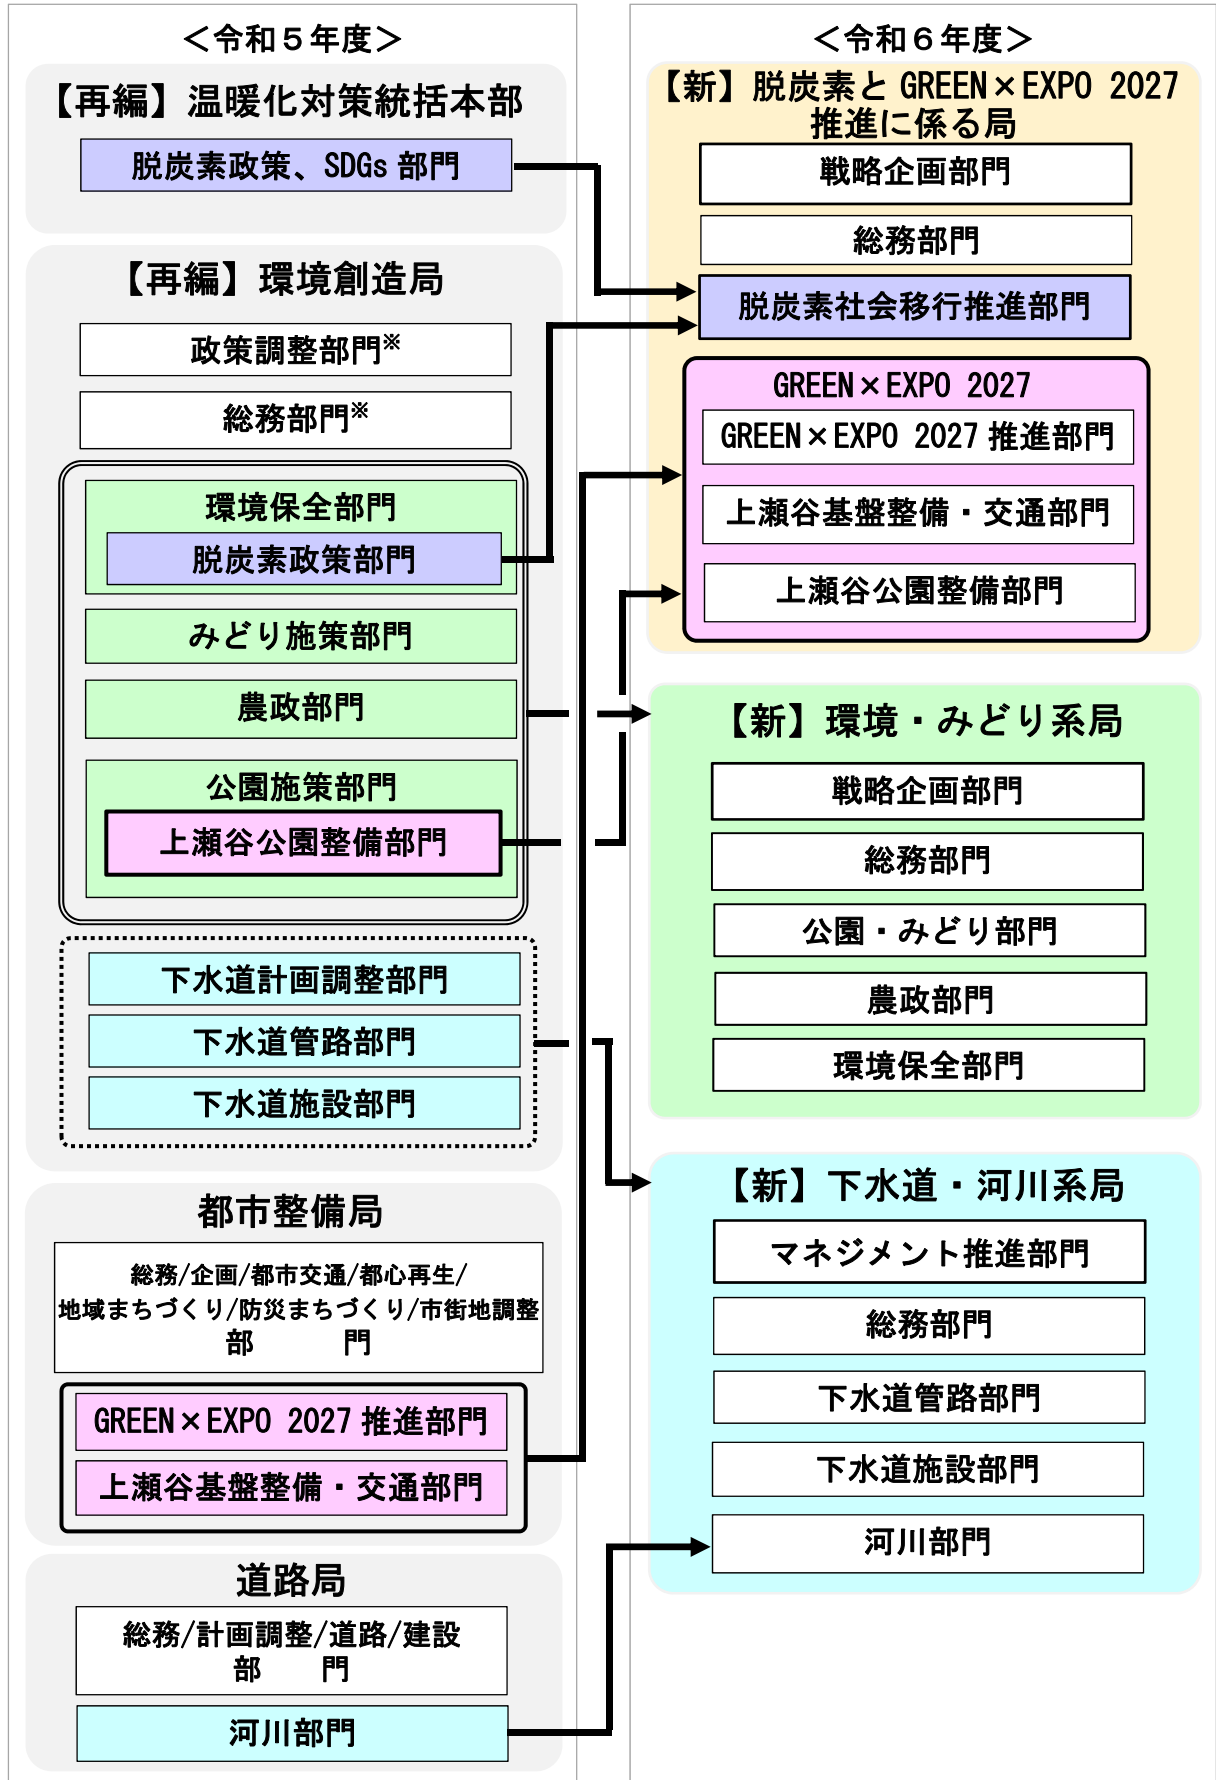 ＜令和５年度＞
【再編】温暖化対策統括本部
脱炭素政策、SDGs 部門
【再編】環境創造局
政策調整部門※
総務部門※
環境保全部門
脱炭素政策部門
みどり施策部門
農政部門
公園施策部門
上瀬谷公園整備部門
下水道計画調整部門
下水道管路部門
下水道施設部門
都市整備局
総務/企画/都市交通/都心再生/
地域まちづくり/防災まちづくり/市街地調整
部　　　門
GREEN×EXPO 2027 推進部門
上瀬谷基盤整備・交通部門
道路局
総務/計画調整/道路/建設
部　　門
河川部門
＜令和６年度＞
【新】脱炭素と GREEN×EXPO 2027
推進に係る局
戦略企画部門
総務部門
脱炭素社会移行推進部門
GREEN×EXPO 2027
GREEN×EXPO 2027 推進部門
上瀬谷基盤整備・交通部門
上瀬谷公園整備部門
【新】環境・みどり系局
戦略企画部門
総務部門
公園・みどり部門
農政部門
環境保全部門
【新】下水道・河川系局
マネジメント推進部門
総務部門
下水道管路部門
下水道施設部門
河川部門